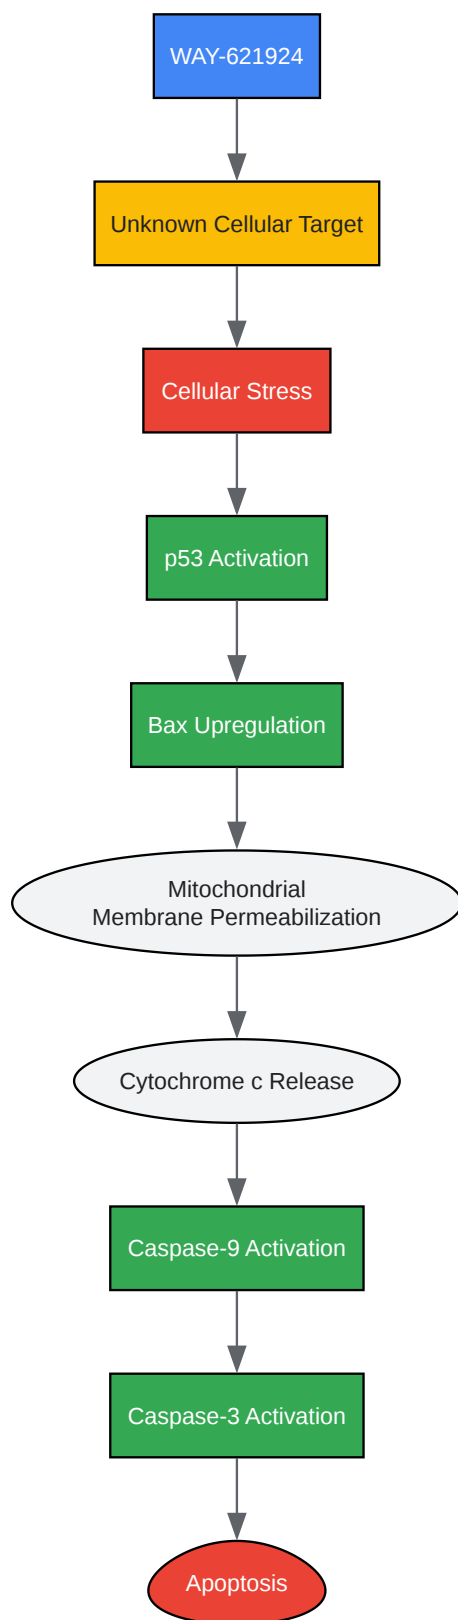 WAY-621924
Unknown Cellular Target
Cellular Stress
p53 Activation
Bax Upregulation
Mitochondrial
Membrane Permeabilization
Cytochrome c Release
Caspase-9 Activation
Caspase-3 Activation
Apoptosis